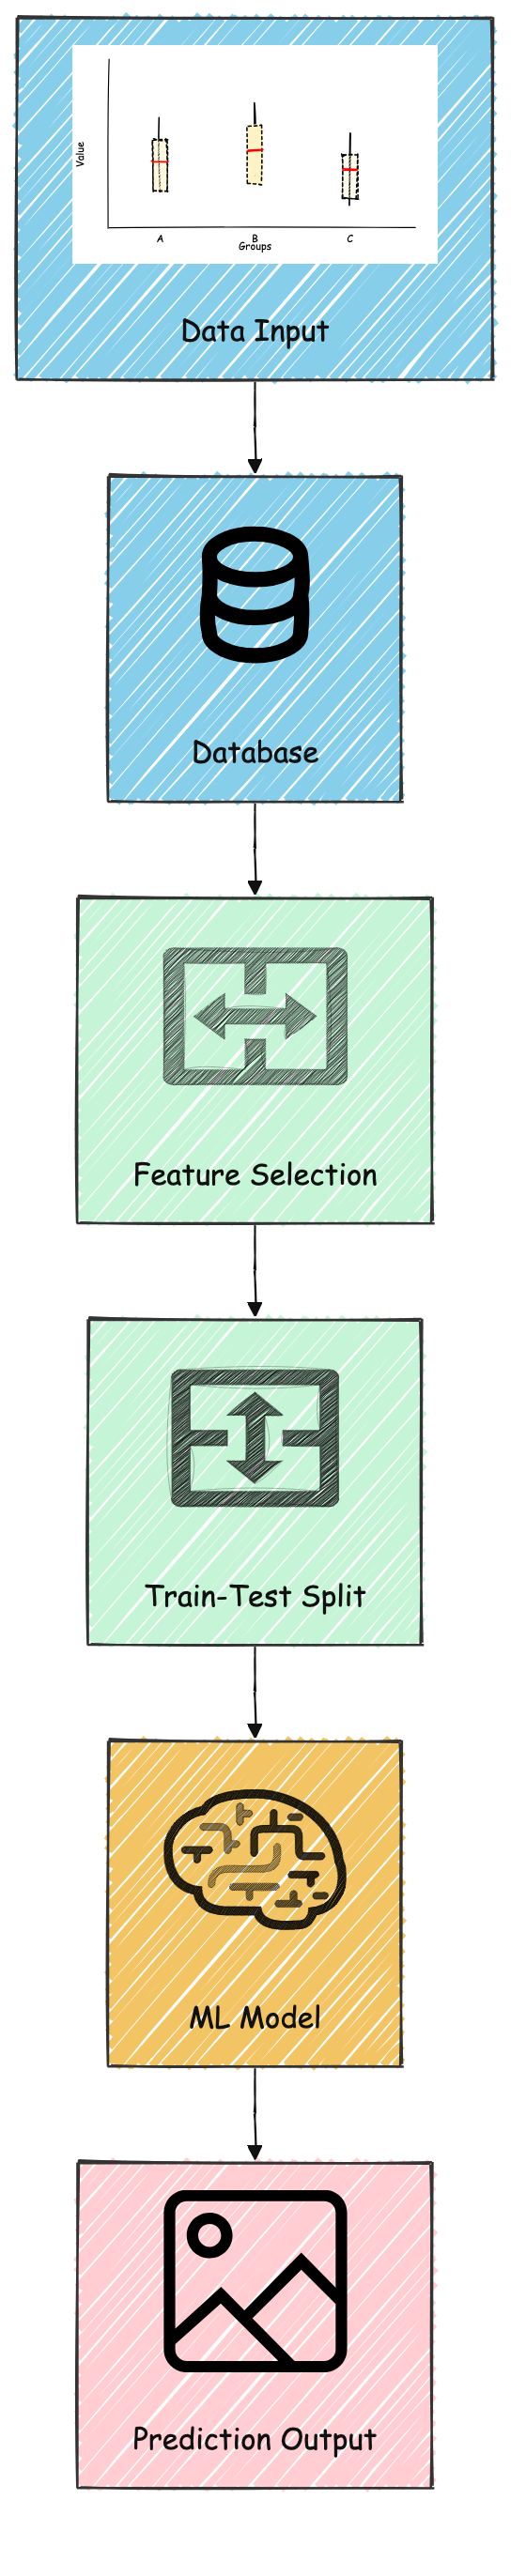 Value
A
B
C
Groups
Data Input
Database
Feature Selection
Train-Test Split
ML Model
Prediction Output